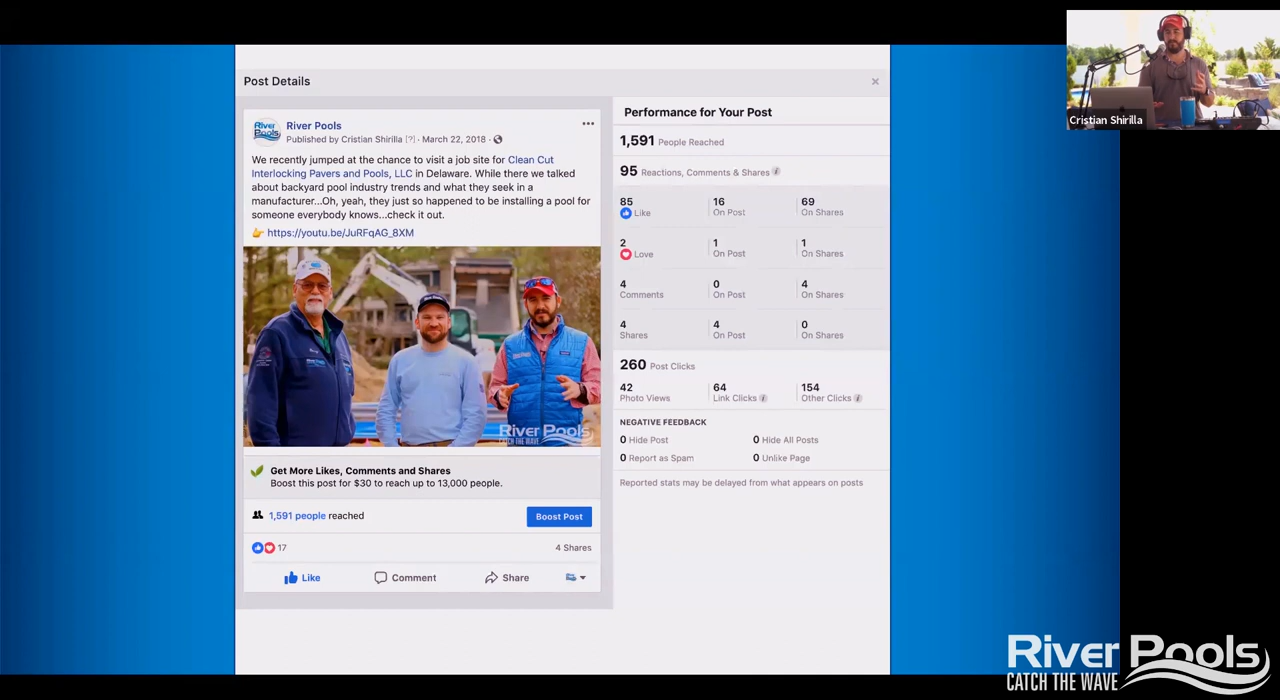 Post Details
×
River Pools
River Pools
Published by Cristian Shirilla [?] · March 22, 2018 ·
We recently jumped at the chance to visit a job site for Clean Cut
Interlocking Pavers and Pools, LLC in Delaware. While there we talked
about backyard pool industry trends and what they seek in a
manufacturer...Oh, yeah, they just so happened to be installing a pool for
someone everybody knows...check it out.
👉 https://youtu.be/JuRFqAG_8XM
River Pools
CATCH THE WAVE
Get More Likes, Comments and Shares
Boost this post for $30 to reach up to 13,000 people.
1,591 people reached
Boost Post
17
4 Shares
Like
Comment
Share
Performance for Your Post
1,591 People Reached
95 Reactions, Comments & Shares
85 Like
16 On Post
69 On Shares
2 Love
1 On Post
1 On Shares
4 Comments
0 On Post
4 On Shares
4 Shares
4 On Post
0 On Shares
260 Post Clicks
42 Photo Views
64 Link Clicks
154 Other Clicks
NEGATIVE FEEDBACK
0 Hide Post
0 Hide All Posts
0 Report as Spam
0 Unlike Page
Reported stats may be delayed from what appears on posts
Cristian Shirilla
River Pools
CATCH THE WAVE